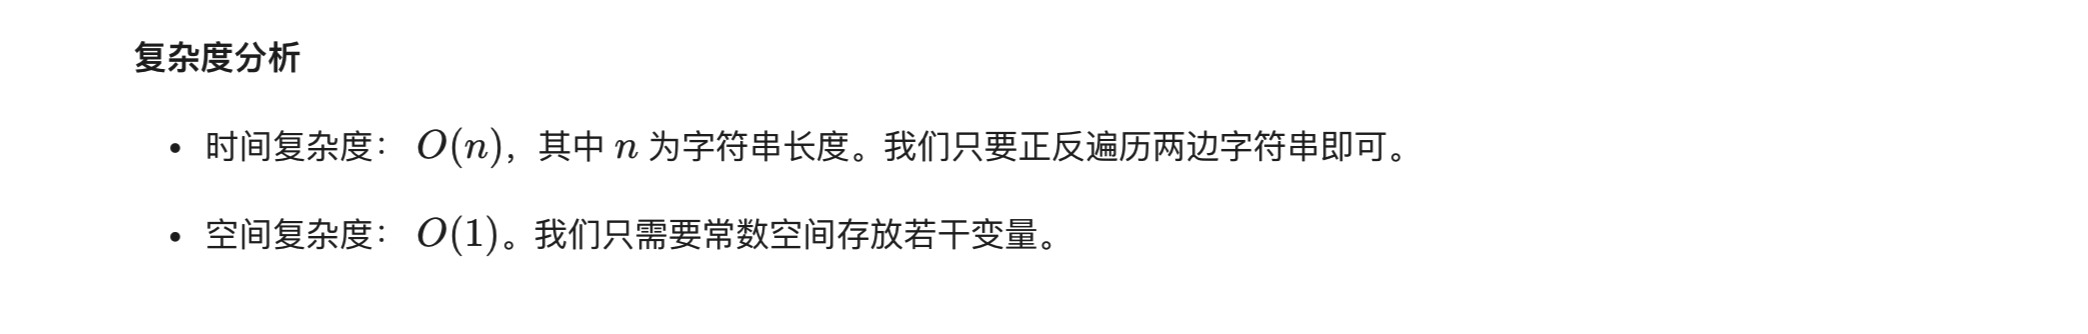 复杂度分析
• 时间复杂度： O(n)，其中 n 为字符串长度。我们只要正反遍历两边字符串即可。
• 空间复杂度： O(1)。我们只需要常数空间存放若干变量。